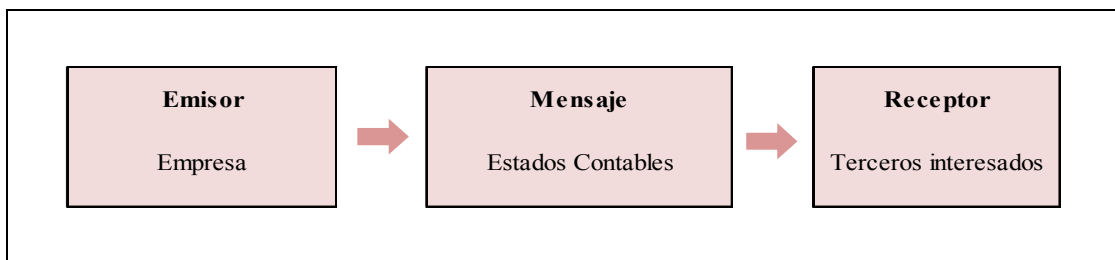 Emisor
Empresa
Mensaje
Estados Contables
Receptor
Terceros interesados